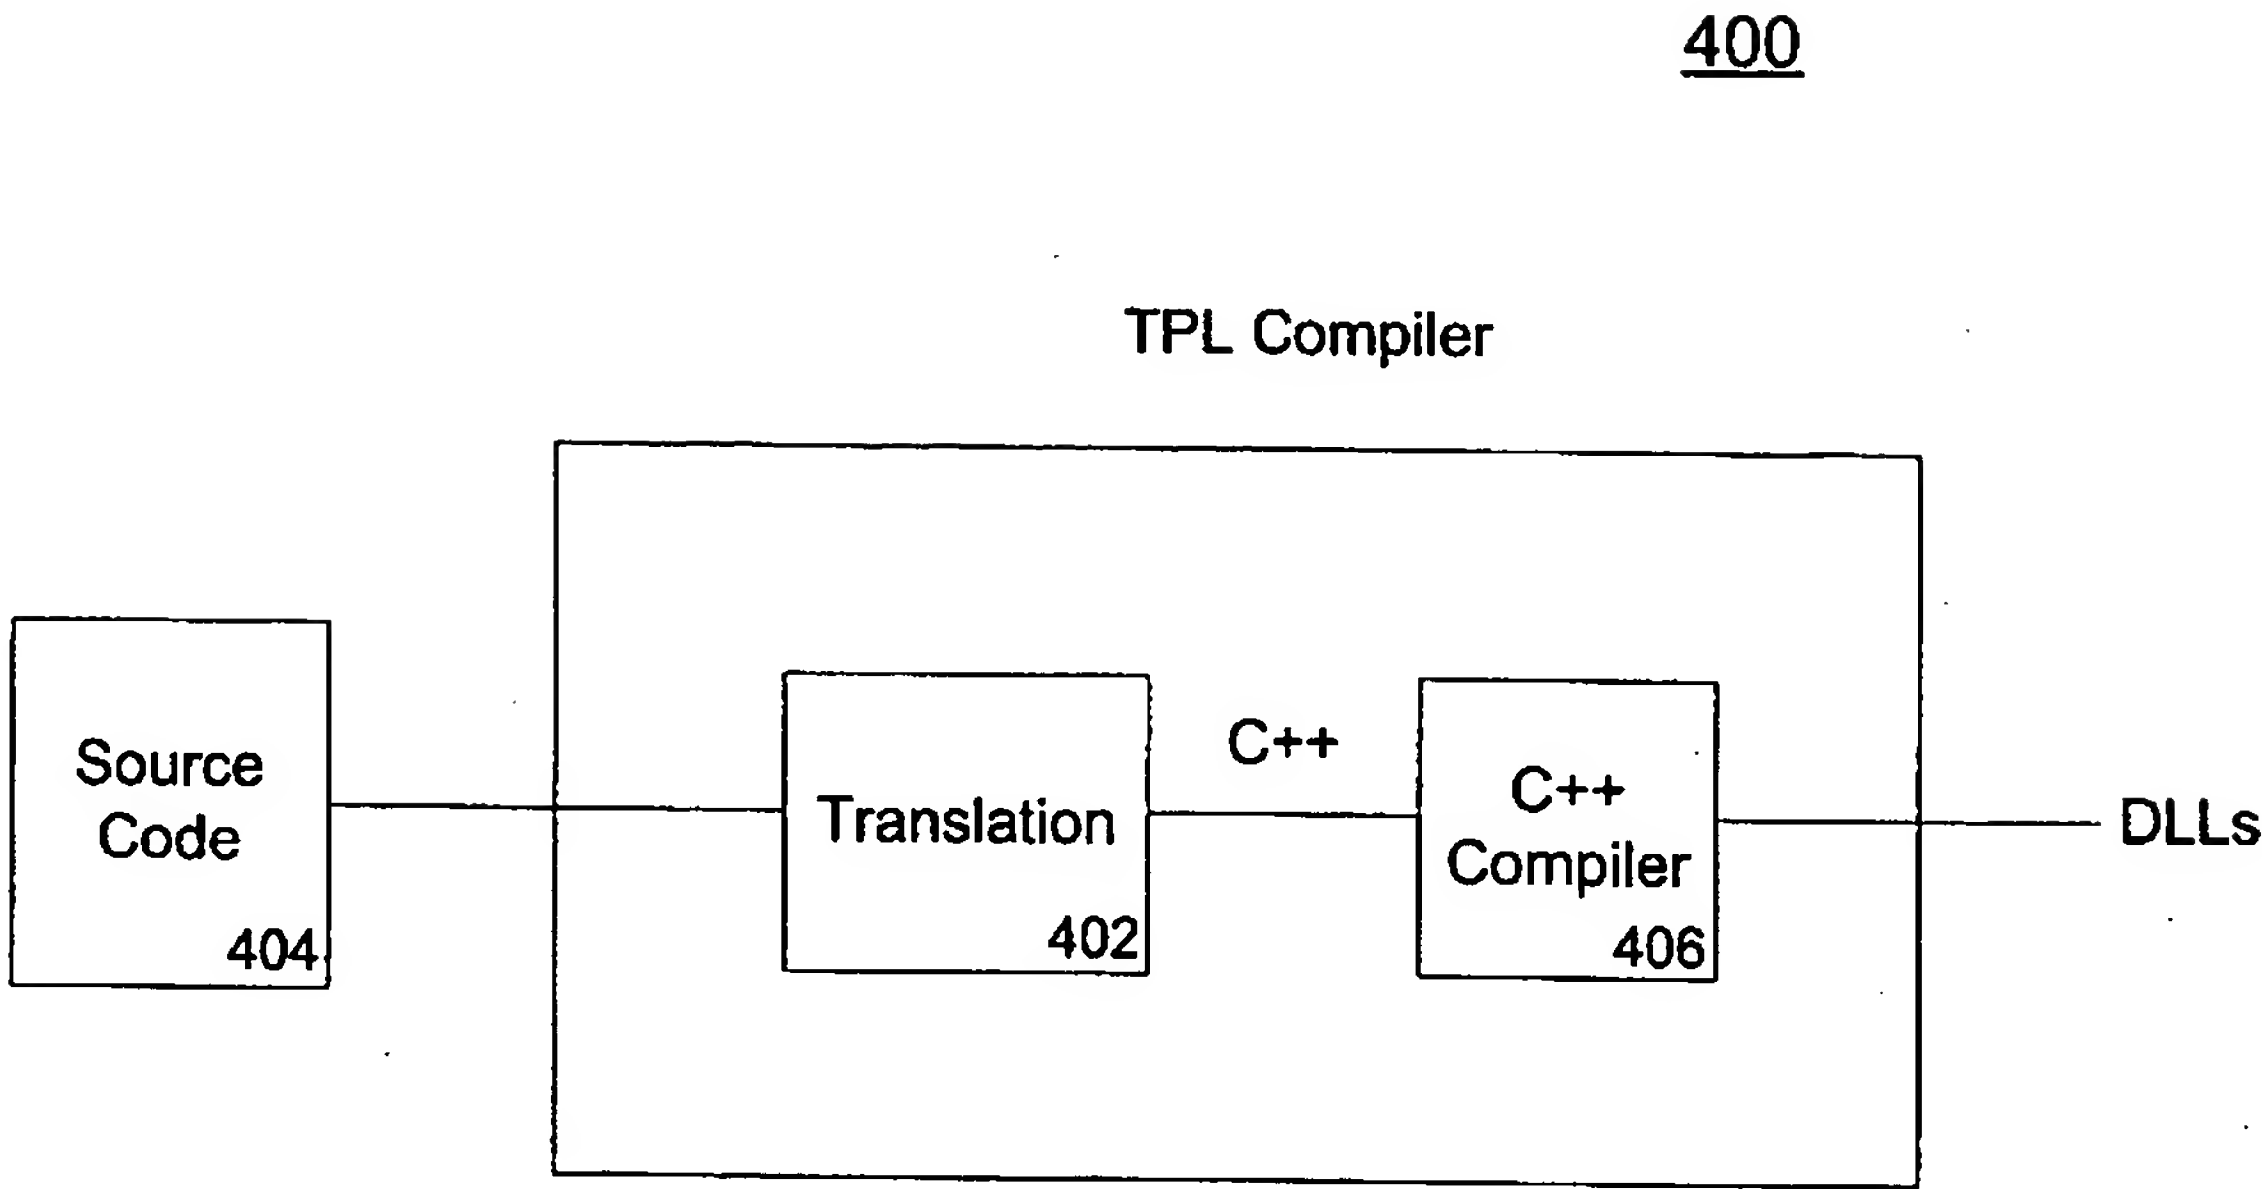 400
TPL Compiler
Source
Code
404
Translation
402
C++
C++
Compiler
406
DLLs